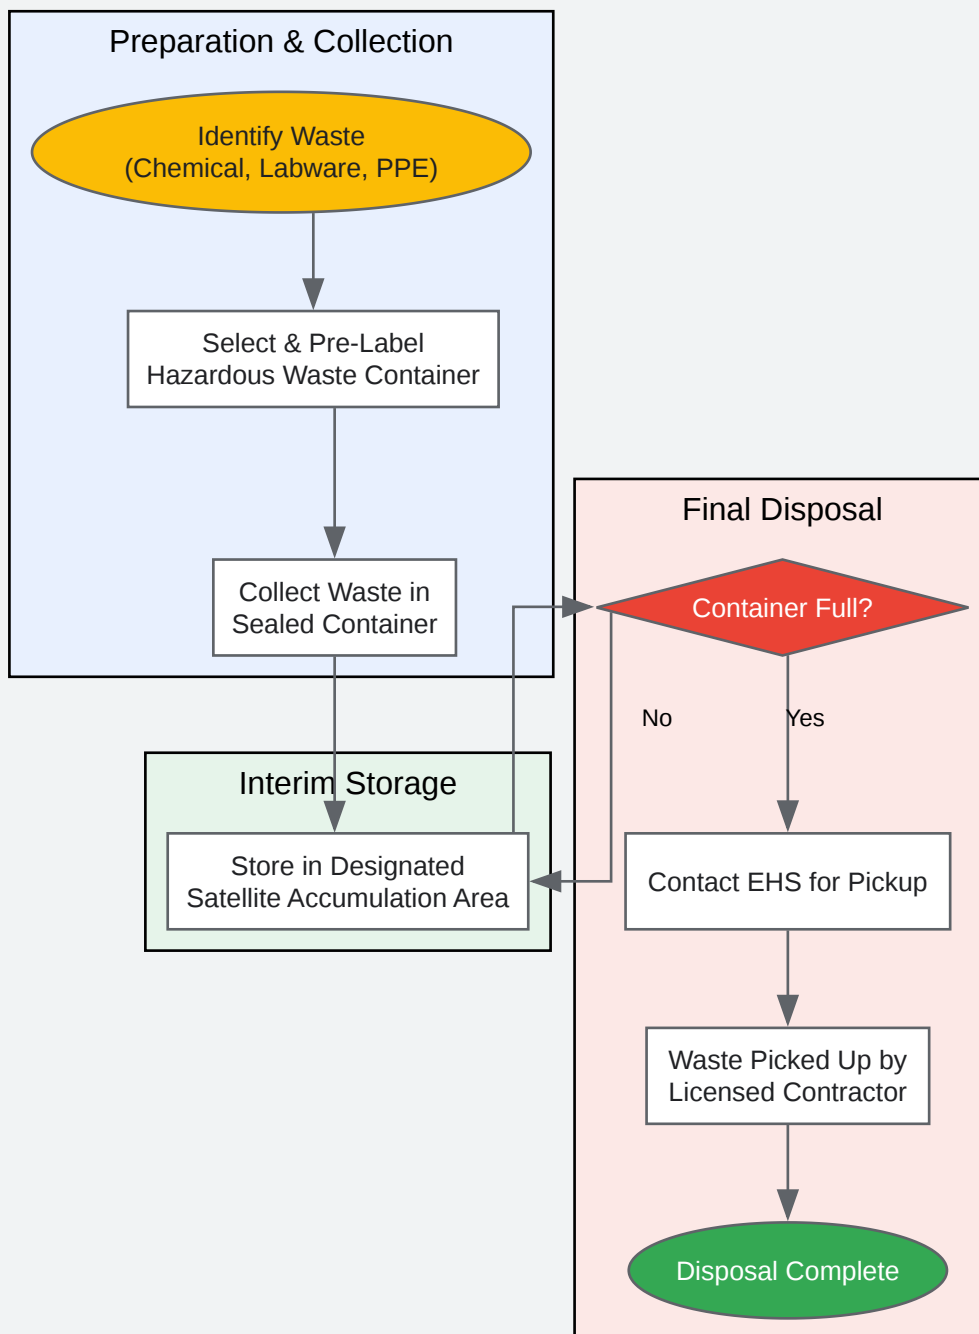 Preparation & Collection
Identify Waste
(Chemical, Labware, PPE)
Select & Pre-Label
Hazardous Waste Container
Collect Waste in
Sealed Container
Interim Storage
Store in Designated
Satellite Accumulation Area
Final Disposal
Container Full?
No
Yes
Contact EHS for Pickup
Waste Picked Up by
Licensed Contractor
Disposal Complete